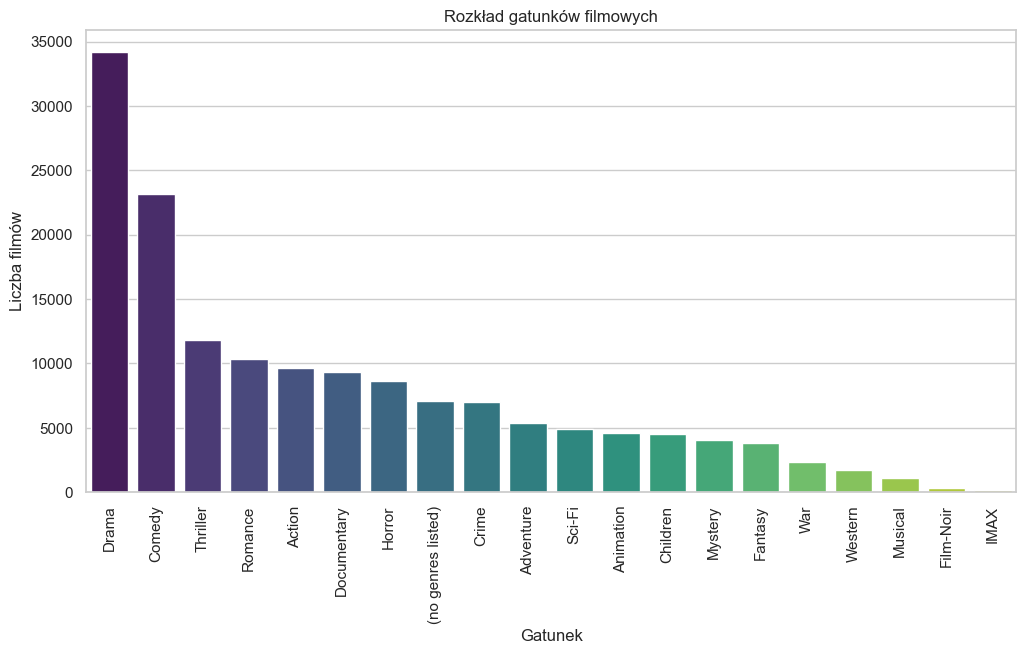 Rozkład gatunków filmowych
35000
30000
25000
20000
15000
10000
5000
0
Liczba filmów
Drama
Comedy
Thriller
Romance
Action
Documentary
Horror
(no genres listed)
Crime
Adventure
Sci-Fi
Animation
Children
Mystery
Fantasy
War
Western
Musical
Film-Noir
IMAX
Gatunek